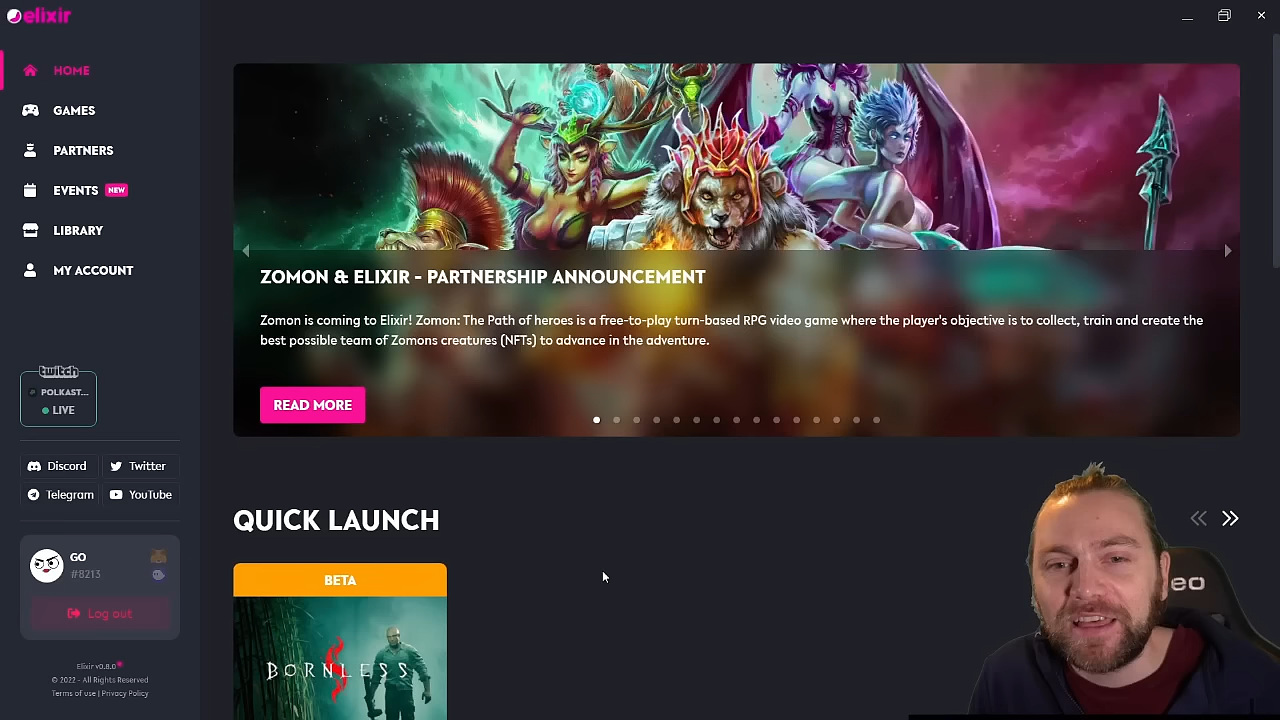 elixir
HOME
GAMES
PARTNERS
EVENTS NEW
LIBRARY
MY ACCOUNT
twitch
POLKAST...
LIVE
Discord
Twitter
Telegram
YouTube
GO
#8213
Log out
Elixir v0.8.0
© 2022 - All Rights Reserved
Terms of use | Privacy Policy
ZOMON & ELIXIR - PARTNERSHIP ANNOUNCEMENT
Zomon is coming to Elixir! Zomon: The Path of heroes is a free-to-play turn-based RPG video game where the player's objective is to collect, train and create the
best possible team of Zomons creatures (NFTs) to advance in the adventure.
READ MORE
QUICK LAUNCH
BETA
BORNLESS